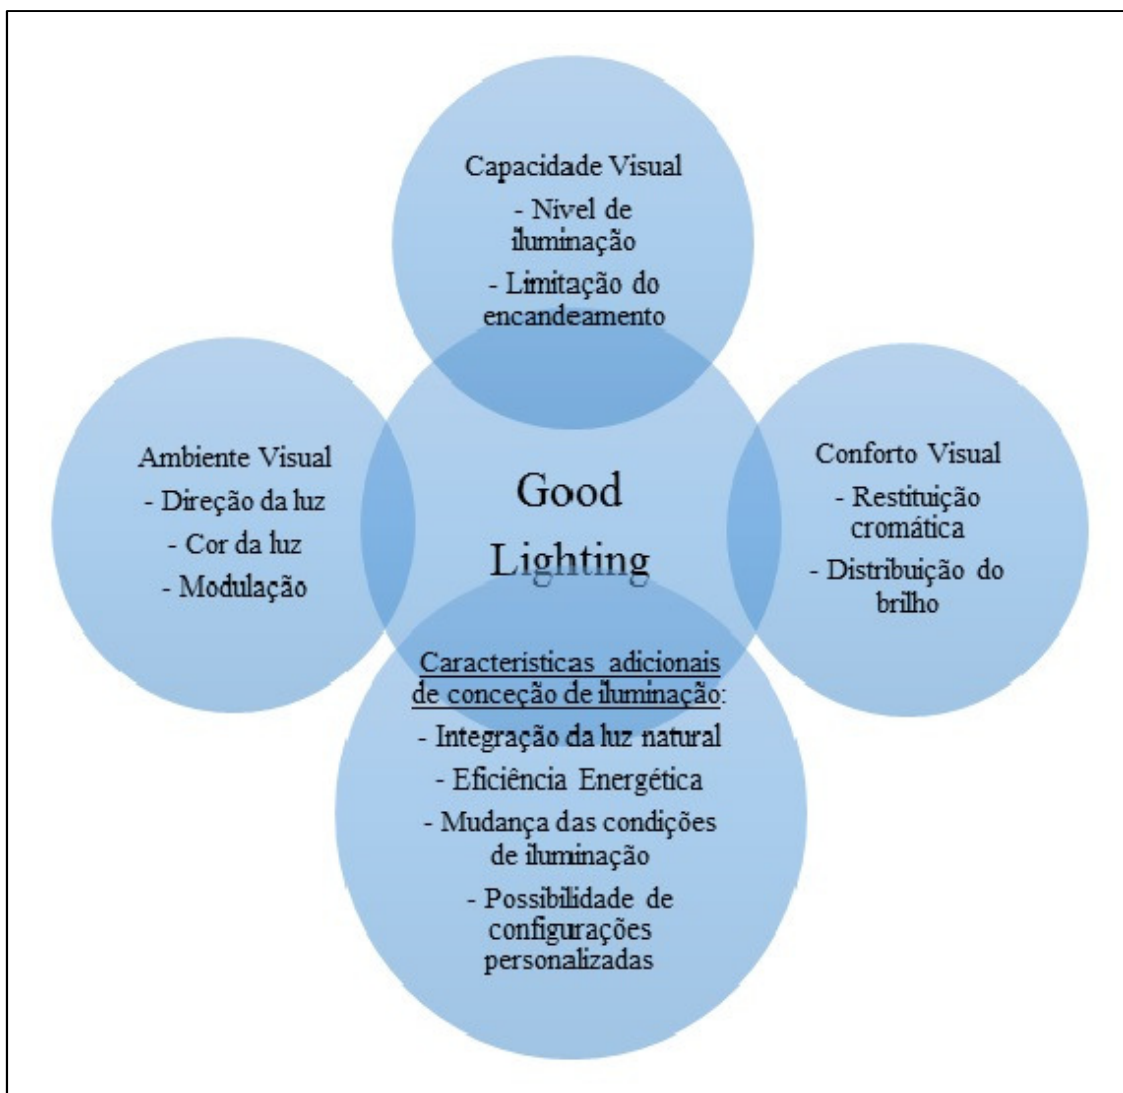 Capacidade Visual
- Nível de
iluminação
- Limitação do
encandeamento
Ambiente Visual
- Direção da luz
- Cor da luz
- Modulação
Good
Lighting
Conforto Visual
- Restituição
cromática
- Distribuição do
brilho
Características adicionais
de conceção de iluminação:
- Integração da luz natural
- Eficiência Energética
- Mudança das condições
de iluminação
- Possibilidade de
configurações
personalizadas